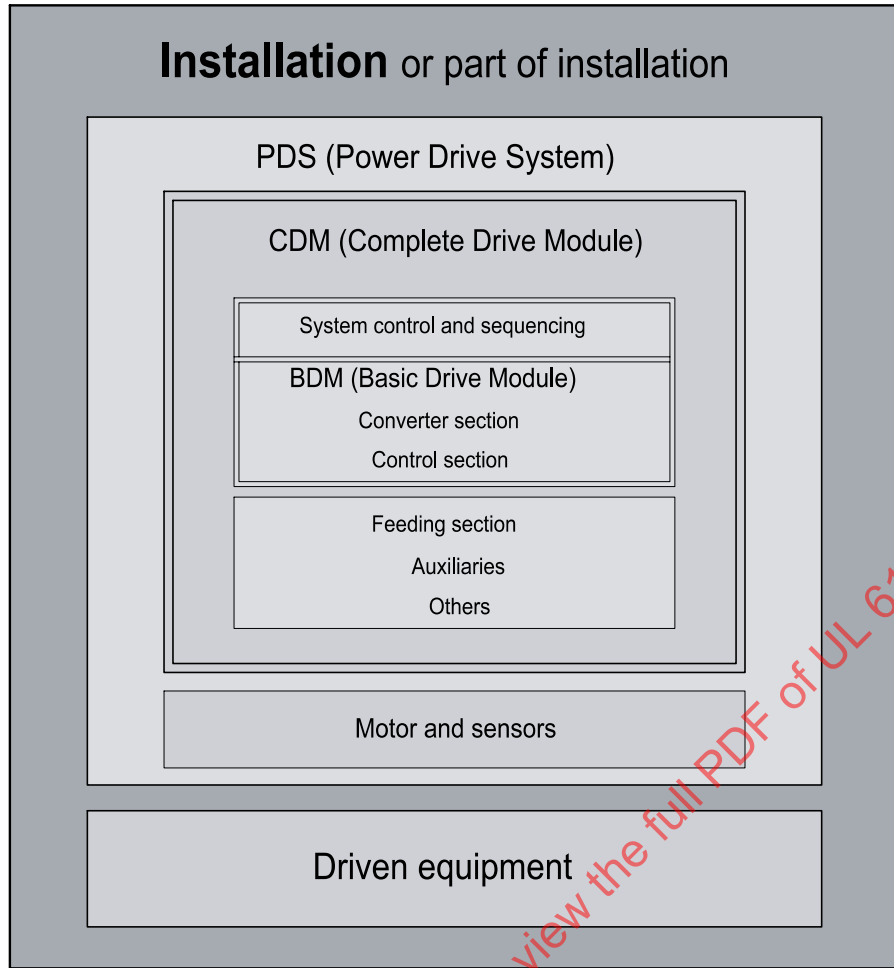 Installation or part of installation
PDS (Power Drive System)
CDM (Complete Drive Module)
System control and sequencing
BDM (Basic Drive Module)
Converter section
Control section
Feeding section
Auxiliaries
Others
Motor and sensors
Driven equipment
view the full PDF of UL